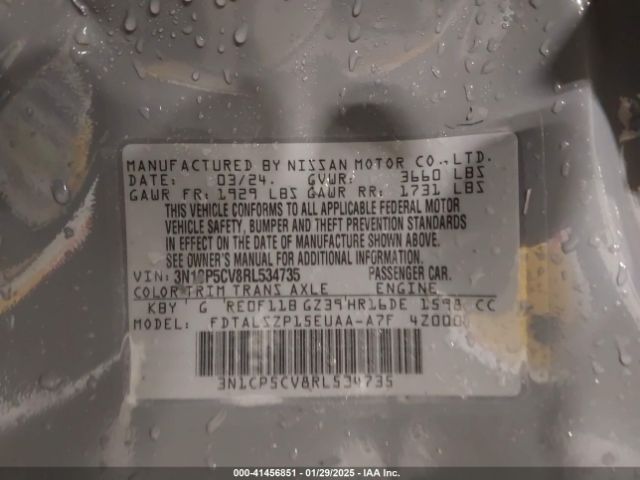 MANUFACTURED BY NISSAN MOTOR CO., LTD.
DATE: 03/24. GVWR: 3660 LBS
GAWR FR: 1929 LBS GAWR RR: 1731 LBS
THIS VEHICLE CONFORMS TO ALL APPLICABLE FEDERAL MOTOR
VEHICLE SAFETY, BUMPER AND THEFT PREVENTION STANDARDS
IN EFFECT ON THE DATE OF MANUFACTURE SHOWN ABOVE.
SEE OWNER'S MANUAL FOR ADDITIONAL INFORMATION.
VIN: 3N1CP5CV8RL534735 PASSENGER CAR.
COLOR TRIM TRANS AXLE ENGINE
KBY G RE0F11B GZ39 HR16DE 1598 CC
MODEL: FDTALSZP15EUAA-A7F 4Z000
3N1CP5CV8RL534735
000-41456851 | 01/29/2025 - IAA Inc.